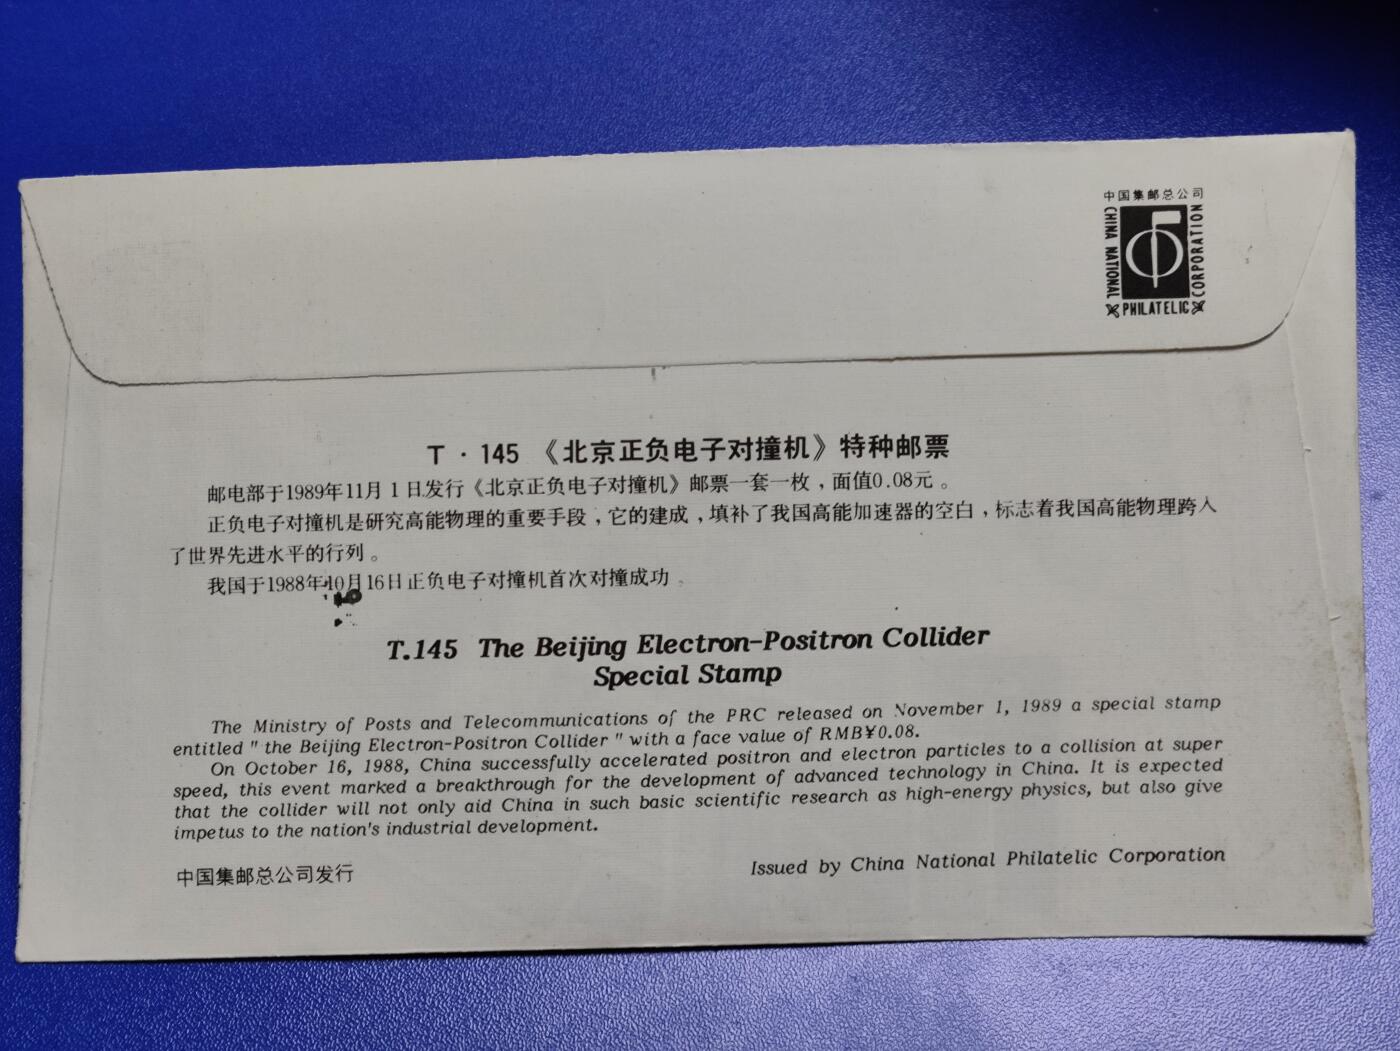 中国集邮总公司
CHINA NATIONAL
PHILATELIC
CORPORATION
T·145 《北京正负电子对撞机》特种邮票
邮电部于1989年11月1日发行《北京正负电子对撞机》邮票一套一枚，面值0.08元。
正负电子对撞机是研究高能物理的重要手段，它的建成，填补了我国高能加速器的空白，标志着我国高能物理跨入
了世界先进水平的行列。
我国于1988年10月16日正负电子对撞机首次对撞成功。
T.145 The Beijing Electron-Positron Collider
Special Stamp
The Ministry of Posts and Telecommunications of the PRC released on November 1, 1989 a special stamp
entitled " the Beijing Electron-Positron Collider " with a face value of RMB¥0.08.
On October 16, 1988, China successfully accelerated positron and electron particles to a collision at super
speed, this event marked a breakthrough for the development of advanced technology in China. It is expected
that the collider will not only aid China in such basic scientific research as high-energy physics, but also give
impetus to the nation's industrial development.
中国集邮总公司发行
Issued by China National Philatelic Corporation